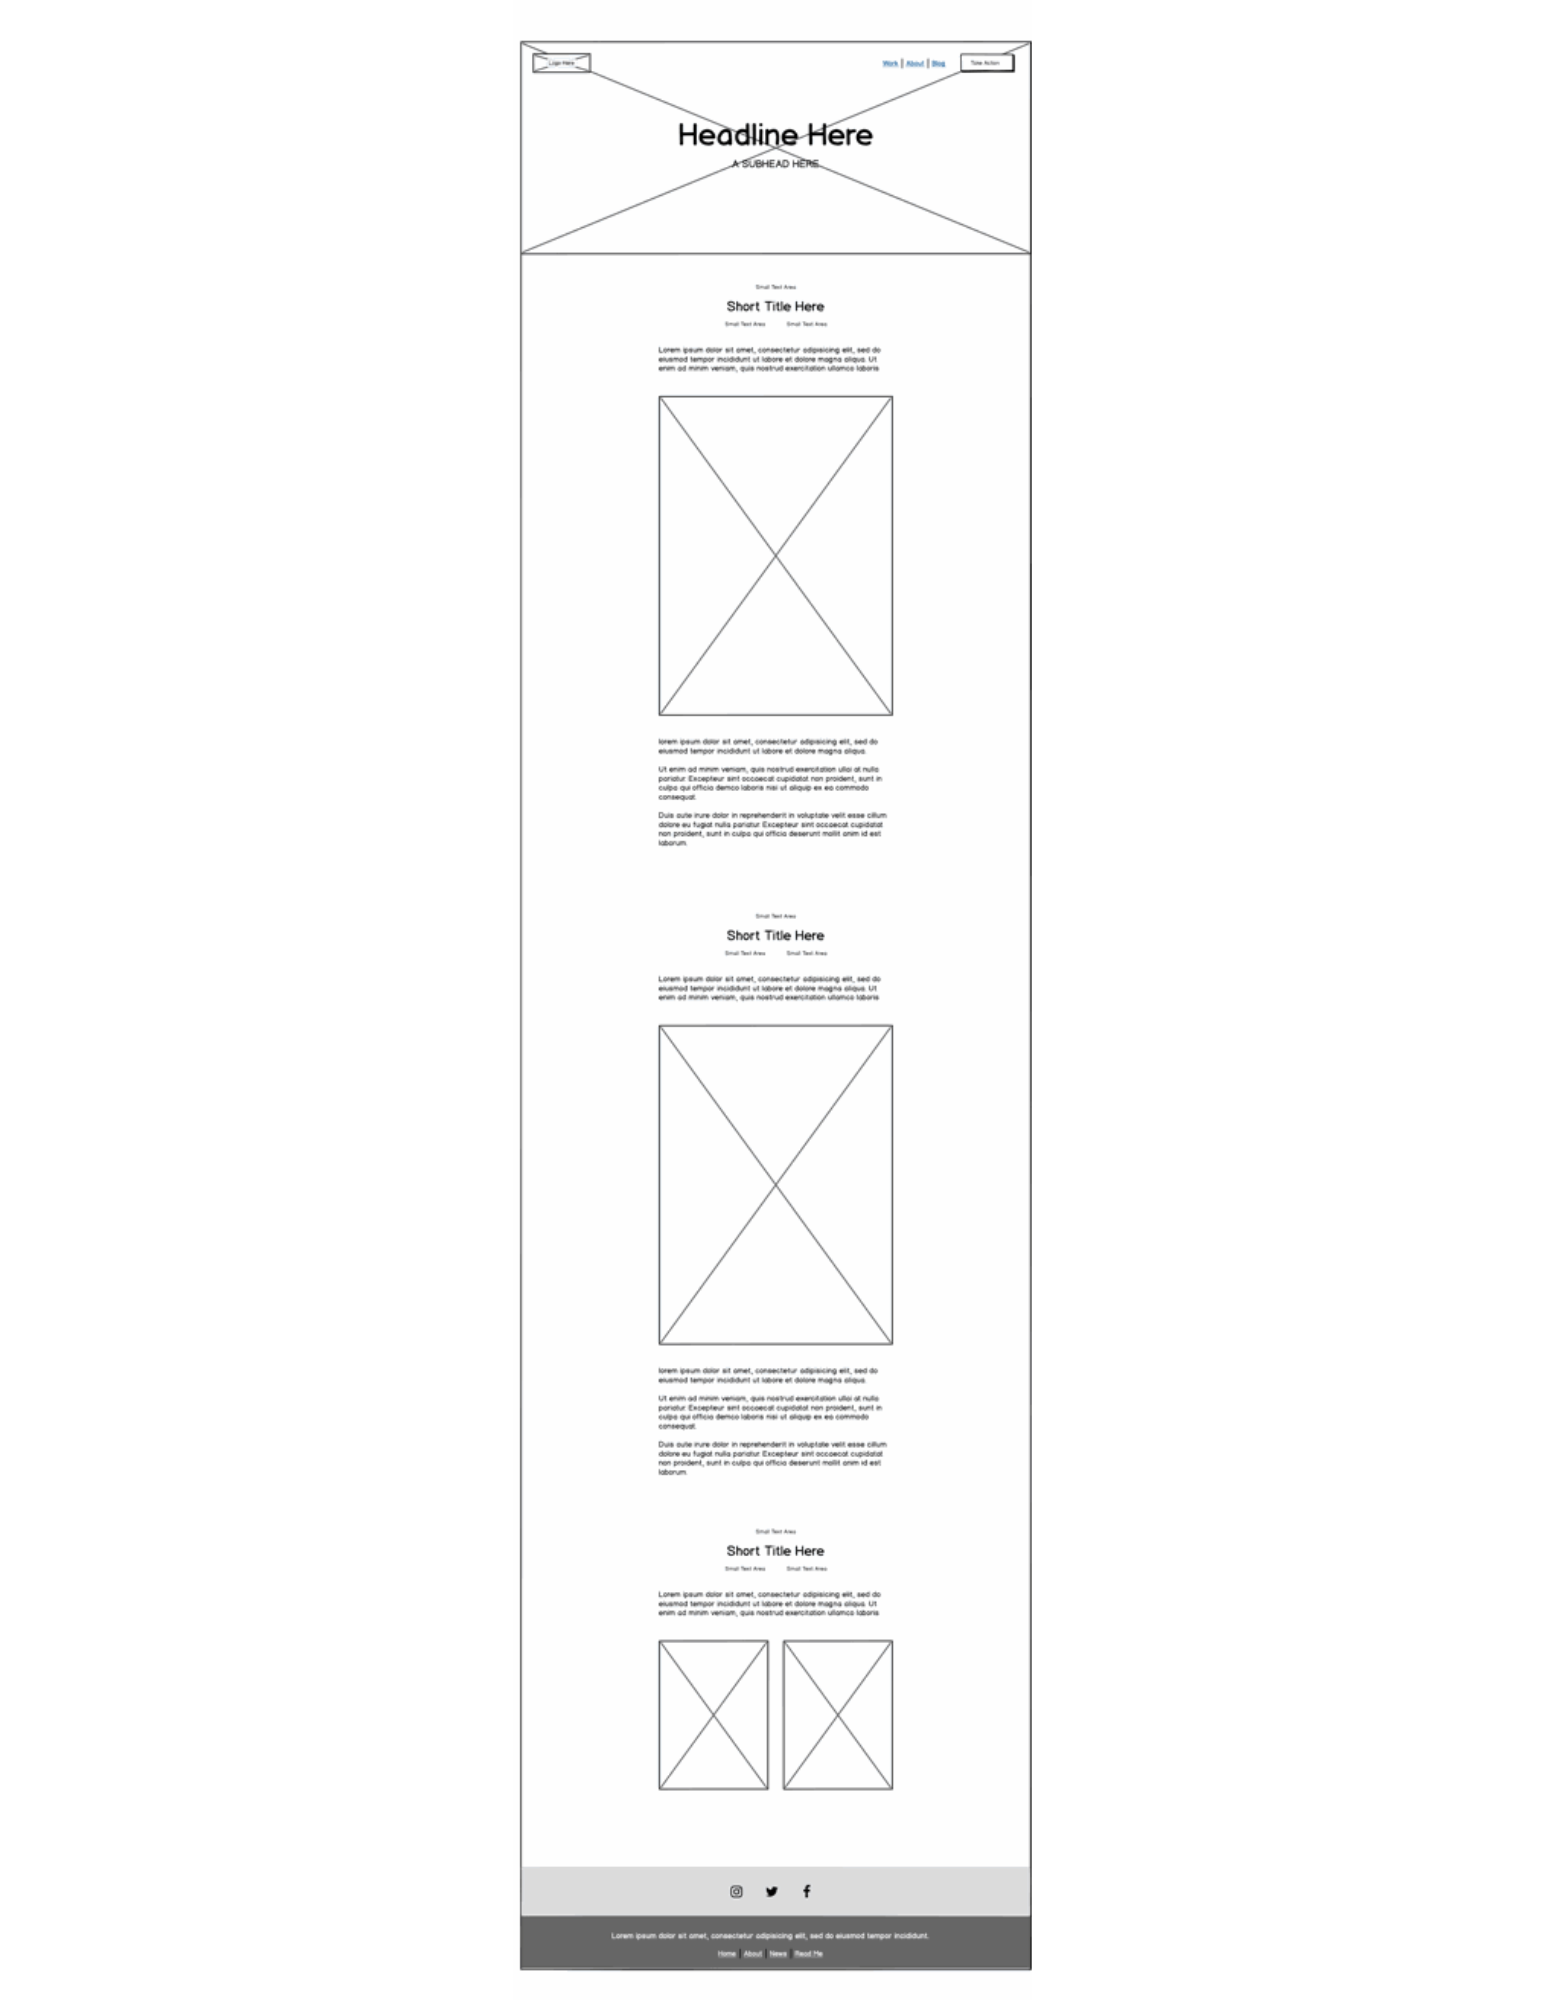 Logo Here
Work | About | Blog
Take Action
Headline Here
A SUBHEAD HERE
Small Text Area
Short Title Here
Small Text Area Small Text Area
Lorem ipsum dolor sit amet, consectetur adipisicing elit, sed do
eiusmod tempor incididunt ut labore et dolore magna aliqua. Ut
enim ad minim veniam, quis nostrud exercitation ullamco laboris
lorem ipsum dolor sit amet, consectetur adipisicing elit, sed do
eiusmod tempor incididunt ut labore et dolore magna aliqua.
Ut enim ad minim veniam, quis nostrud exercitation ulloi at nulla
pariatur Excepteur sint occaecat cupidatat non proident, sunt in
culpa qui officia demco laboris nisi ut aliquip ex ea commodo
consequat.
Duis aute irure dolor in reprehenderit in voluptate velit esse cillum
dolore eu fugiat nulla pariatur Excepteur sint occaecat cupidatat
non proident, sunt in culpa qui officia deserunt mollit anim id est
laborum.
Small Text Area
Short Title Here
Small Text Area Small Text Area
Lorem ipsum dolor sit amet, consectetur adipisicing elit, sed do
eiusmod tempor incididunt ut labore et dolore magna aliqua. Ut
enim ad minim veniam, quis nostrud exercitation ullamco laboris
lorem ipsum dolor sit amet, consectetur adipisicing elit, sed do
eiusmod tempor incididunt ut labore et dolore magna aliqua.
Ut enim ad minim veniam, quis nostrud exercitation ulloi at nulla
pariatur Excepteur sint occaecat cupidatat non proident, sunt in
culpa qui officia demco laboris nisi ut aliquip ex ea commodo
consequat.
Duis aute irure dolor in reprehenderit in voluptate velit esse cillum
dolore eu fugiat nulla pariatur Excepteur sint occaecat cupidatat
non proident, sunt in culpa qui officia deserunt mollit anim id est
laborum.
Small Text Area
Short Title Here
Small Text Area Small Text Area
Lorem ipsum dolor sit amet, consectetur adipisicing elit, sed do
eiusmod tempor incididunt ut labore et dolore magna aliqua. Ut
enim ad minim veniam, quis nostrud exercitation ullamco laboris
Lorem ipsum dolor sit amet, consectetur adipisicing elit, sed do eiusmod tempor incididunt.
Home | About | News | Read Me